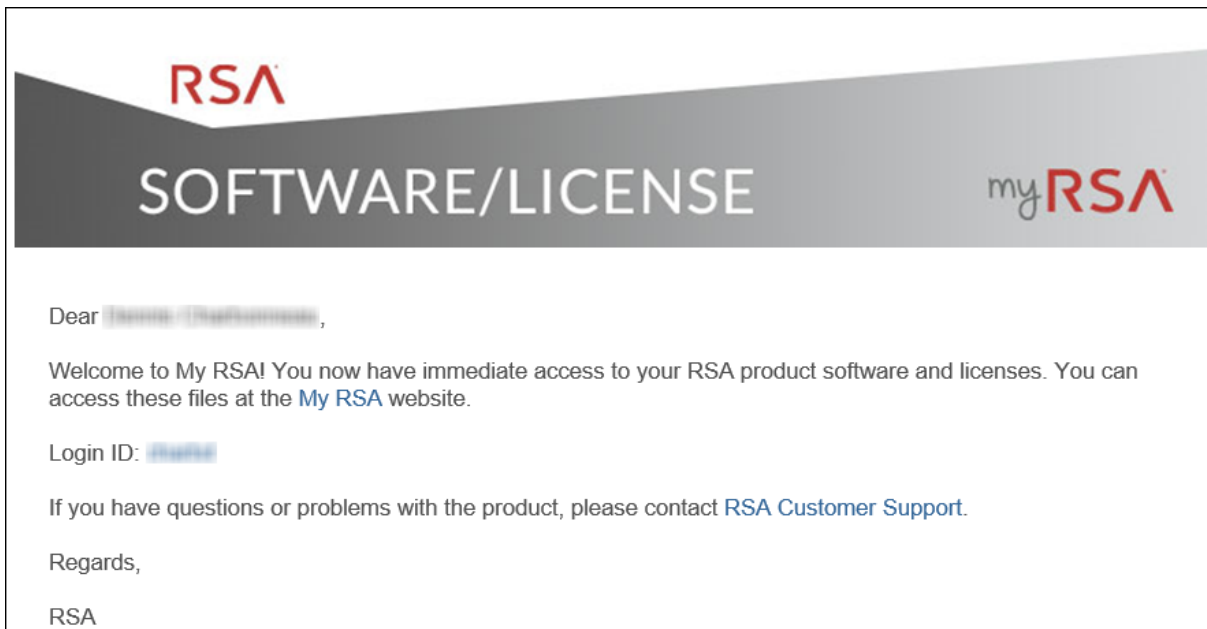 RSA
SOFTWARE/LICENSE
myRSA
Dear ,
Welcome to My RSA! You now have immediate access to your RSA product software and licenses. You can
access these files at the My RSA website.
Login ID:
If you have questions or problems with the product, please contact RSA Customer Support.
Regards,
RSA